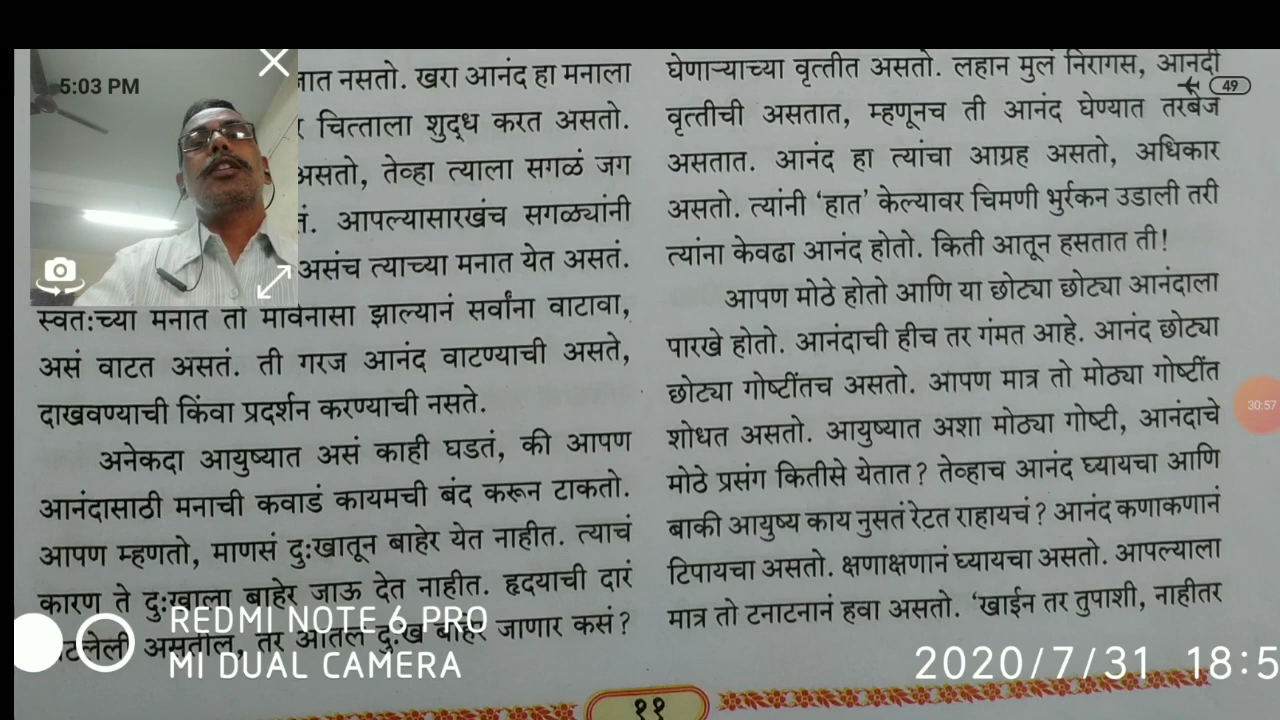 5:03 PM
49
जात नसतो. खरा आनंद हा मनाला
चित्ताला शुद्ध करत असतो.
असतो, तेव्हा त्याला सगळं जग
आपल्यासारखंच सगळ्यांनी
असंच त्याच्या मनात येत असतं.
स्वत:च्या मनात तो मावेनासा झाल्यानं सर्वांना वाटावा,
असं वाटत असतं. ती गरज आनंद वाटण्याची असते,
दाखवण्याची किंवा प्रदर्शन करण्याची नसते.
अनेकदा आयुष्यात असं काही घडतं, की आपण
आनंदासाठी मनाची कवाडं कायमची बंद करून टाकतो.
आपण म्हणतो, माणसं दु:खातून बाहेर येत नाहीत. त्याचं
कारण ते दु:खाला बाहेर जाऊ देत नाहीत. हृदयाची दारं
असतील, तर आतलं दु:ख बाहेर जाणार कसं?
घेणाऱ्याच्या वृत्तीत असतो. लहान मुलं निरागस, आनंदी
वृत्तीची असतात, म्हणूनच ती आनंद घेण्यात तरबेज
असतात. आनंद हा त्यांचा आग्रह असतो, अधिकार
असतो. त्यांनी ‘हात’ केल्यावर चिमणी भुर्रकन उडाली तरी
त्यांना केवढा आनंद होतो. किती आतून हसतात ती!
आपण मोठे होतो आणि या छोट्या छोट्या आनंदाला
पारखे होतो. आनंदाची हीच तर गंमत आहे. आनंद छोट्या
छोट्या गोष्टींतच असतो. आपण मात्र तो मोठ्या गोष्टींत
शोधत असतो. आयुष्यात अशा मोठ्या गोष्टी, आनंदाचे
मोठे प्रसंग कितीसे येतात? तेव्हाच आनंद घ्यायचा आणि
बाकी आयुष्य काय नुसतं रेटत राहायचं? आनंद कणाकणानं
टिपायचा असतो. क्षणाक्षणानं घ्यायचा असतो. आपल्याला
मात्र तो टनाटनानं हवा असतो. ‘खाईन तर तुपाशी, नाहीतर
30:57
REDMI NOTE 6 PRO
MI DUAL CAMERA
2020/7/31 18:5
११